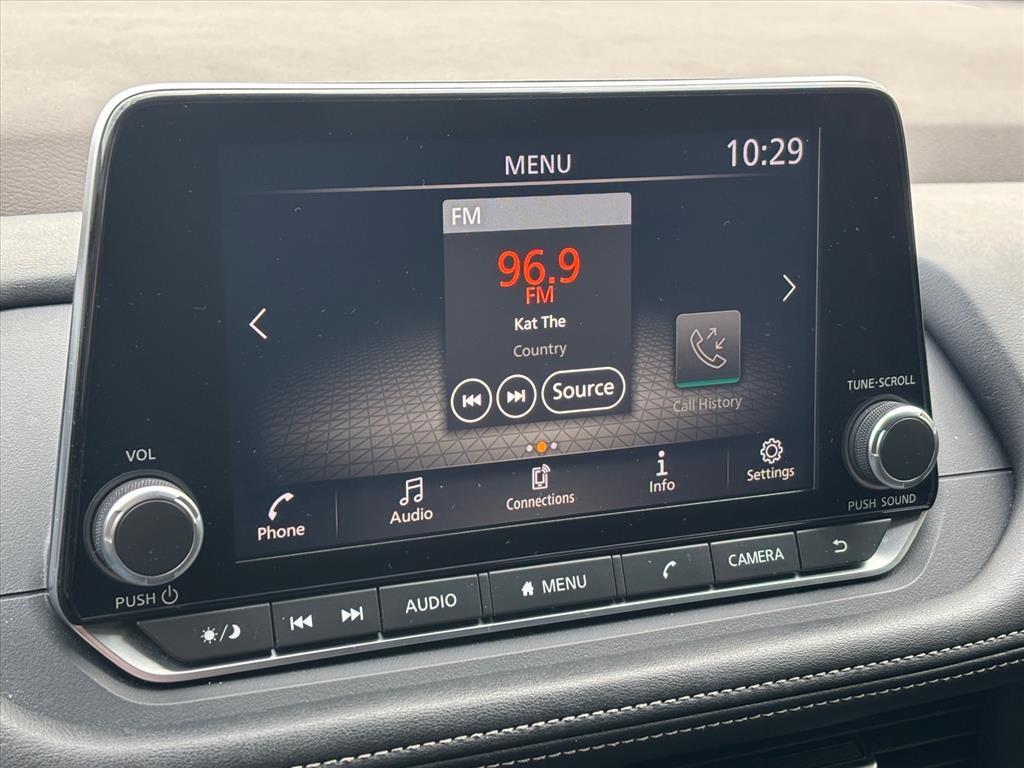 MENU
10:29
FM
96.9
FM
Kat The
Country
Source
Call History
Phone
Audio
Connections
Info
Settings
VOL
PUSH
TUNE·SCROLL
PUSH SOUND
AUDIO
MENU
CAMERA